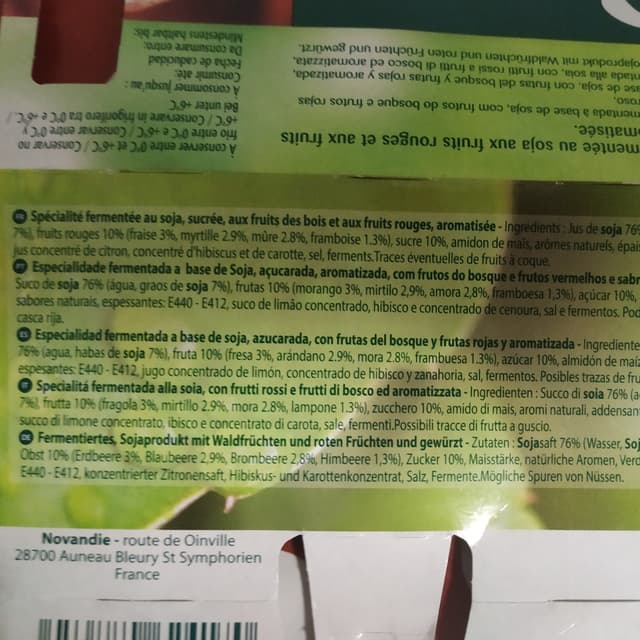 Mindestens haltbar bis:
Da consumare entro:
Fecha de caducidad
Consumir até:
A consommer jusqu'au :
À conserver entre 0°C et +6°C / Conservar no
frio entre 0°C e +6°C / Conservar entre 0°C y
+6°C / Conservare in frigorifero tra 0°C e +6°C /
Bei unter +6°C
mentée au soja aux fruits rouges et aux fruits
matisée.
mentada à base de soja, com frutos do bosque e frutos rojos
roso,
ase de soja, con frutas del bosque y frutas rojas y aromatizada,
ntada alla soia, con frutti rossi a frutti di bosco ed aromatizzata,
ojaprodukt mit Waldfrüchten und roten Früchten und gewürzt.
Spécialité fermentée au soja, sucrée, aux fruits des bois et aux fruits rouges, aromatisée - Ingrédients : Jus de soja 76%
7%), fruits rouges 10% (fraise 3%, myrtille 2.9%, mûre 2.8%, framboise 1.3%), sucre 10%, amidon de maïs, arômes naturels, épais
jus concentré de citron, concentré d'hibiscus et de carotte, sel, ferments.Traces éventuelles de fruits à coque.
PT Especialidade fermentada a base de Soja, açucarada, aromatizada, com frutos do bosque e frutos vermelhos e sabr
Suco de soja 76% (água, graos de soja 7%), frutas 10% (morango 3%, mirtilo 2,9%, amora 2,8%, framboesa 1,3%), açúcar 10%,
sabores naturais, espessantes: E440 - E412, suco de limão concentrado, hibisco e concentrado de cenoura, sal e fermentos. Pod
casca rija.
ES Especialidad fermentada a base de soja, azucarada, con frutas del bosque y frutas rojas y aromatizada - Ingrediente
76% (agua, habas de soja 7%), fruta 10% (fresa 3%, arándano 2.9%, mora 2.8%, frambuesa 1.3%), azúcar 10%, almidón de maíz
espesantes: E440 - E412, jugo concentrado de limón, concentrado de hibisco y zanahoria, sal, fermentos. Posibles trazas de fru
IT Specialitá fermentada alla soia, con frutti rossi e frutti di bosco ed aromatizzata - Ingredienten : Succo di soia 76% (a
7%), frutta 10% (fragola 3%, mirtillo 2.9%, mora 2.8%, lampone 1.3%), zucchero 10%, amido di mais, aromi naturali, addensan
succo di limone concentrato, ibisco e concentrato di carota, sale, fermenti.Possibili tracce di frutta a guscio.
DE Fermentiertes, Sojaprodukt mit Waldfrüchten und roten Früchten und gewürzt - Zutaten : Sojasaft 76% (Wasser, Soj
Obst 10% (Erdbeere 3%, Blaubeere 2,9%, Brombeere 2,8%, Himbeere 1,3%), Zucker 10%, Maisstärke, natürliche Aromen, Verd
E440 - E412, konzentrierter Zitronensaft, Hibiskus- und Karottenkonzentrat, Salz, Fermente.Mögliche Spuren von Nüssen.
Novandie - route de Oinville
28700 Auneau Bleury St Symphorien
France